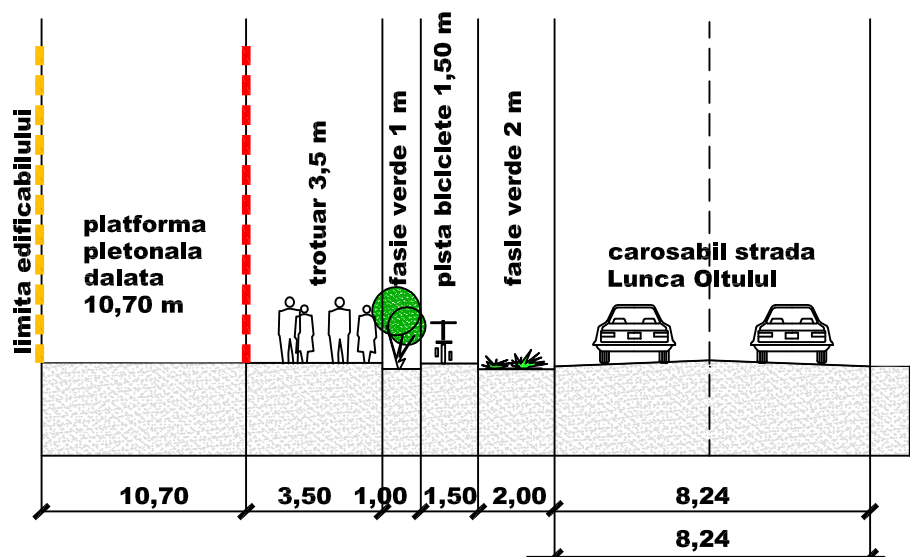 limita edificabilului
platforma
pletonala
dalata
10,70 m
trotuar 3,5 m
fasie verde 1 m
pIsta bIcIclete 1,50 m
fasIe verde 2 m
carosabil strada
Lunca OltuluI
10,70
3,50
1,00
1,50
2,00
8,24
8,24